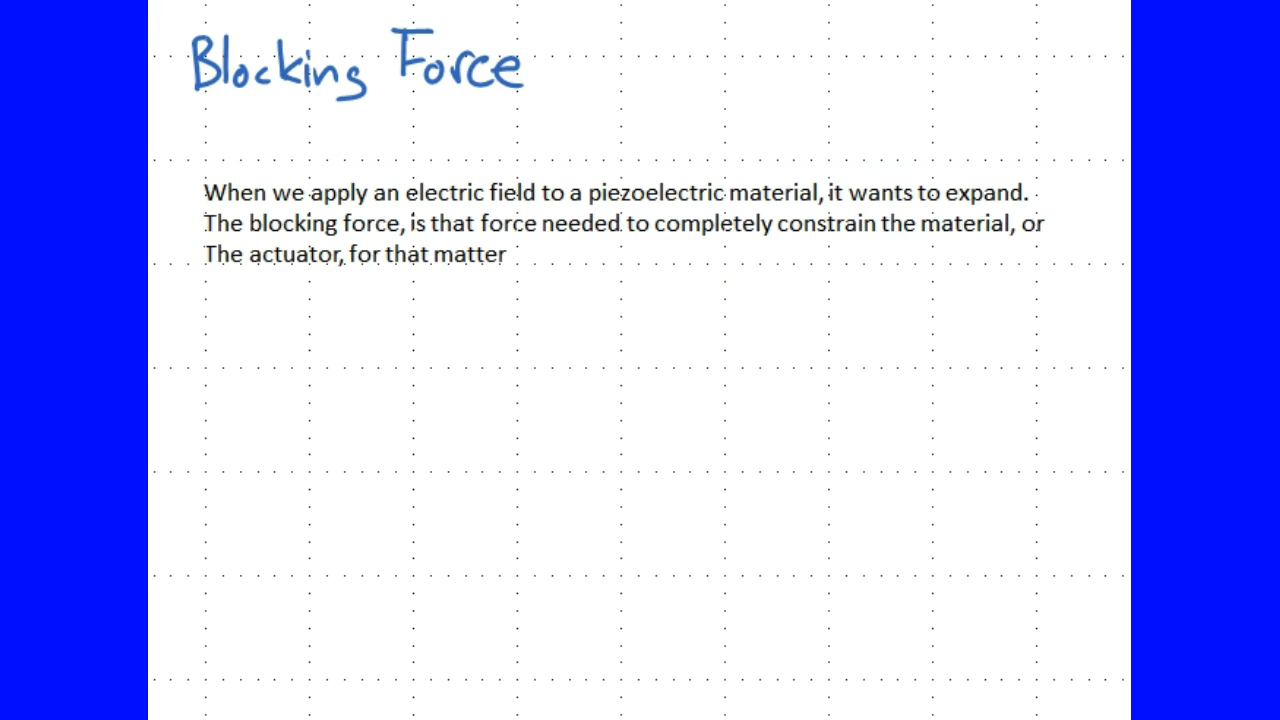 Blocking Force
When we apply an electric field to a piezoelectric material, it wants to expand.
The blocking force, is that force needed to completely constrain the material, or
The actuator, for that matter